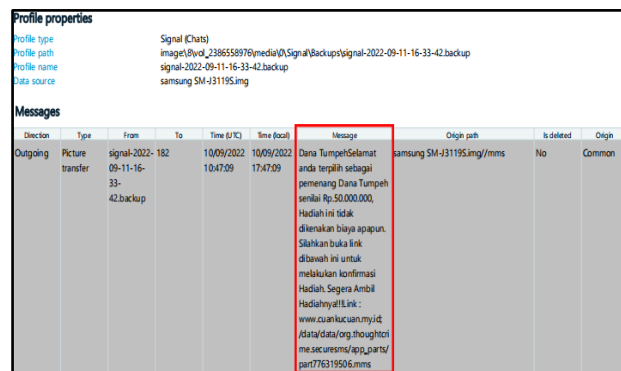 Profile properties
Profile type Signal (Chats)
Profile path image\8\vol_2386558976\media\0\Signal\Backups\signal-2022-09-11-16-33-42.backup
Profile name signal-2022-09-11-16-33-42.backup
Data source samsung SM-J3119S.img
Messages
Direction Type From To Time (UTC) Time (local) Message Origin path Is deleted Origin
Outgoing Picture signal-2022- 182 10/09/2022 10/09/2022 Dana TumpehSelamat samsung SM-J3119S.img//mms No Common
transfer 09-11-16- 10:47:09 17:47:09 anda terpilih sebagai
33- pemenang Dana Tumpeh
42.backup senilai Rp.50.000.000,
Hadiah ini tidak
dikenakan biaya apapun.
Silahkan buka link
dibawah ini untuk
melakukan konfirmasi
Hadiah. Segera Ambil
Hadiahnya!!!Link :
www.cuankucuan.my.id;
/data/data/org.thoughtcri
me.securesms/app_parts/
part776319506.mms